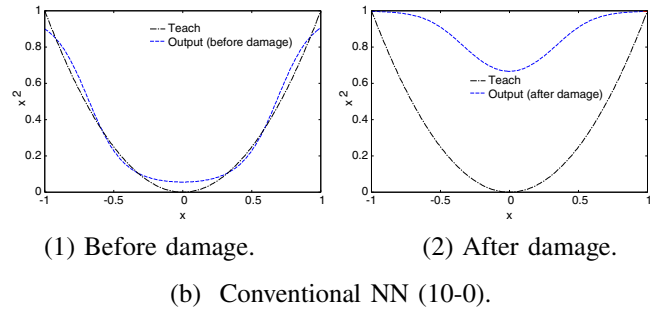 1
0.8
0.6
0.4
0.2
0
-1
-0.5
0
0.5
1
x
x 2
Teach
Output (before damage)
1
0.8
0.6
0.4
0.2
0
-1
-0.5
0
0.5
1
x
x 2
Teach
Output (after damage)
(1) Before damage.
(2) After damage.
(b) Conventional NN (10-0).